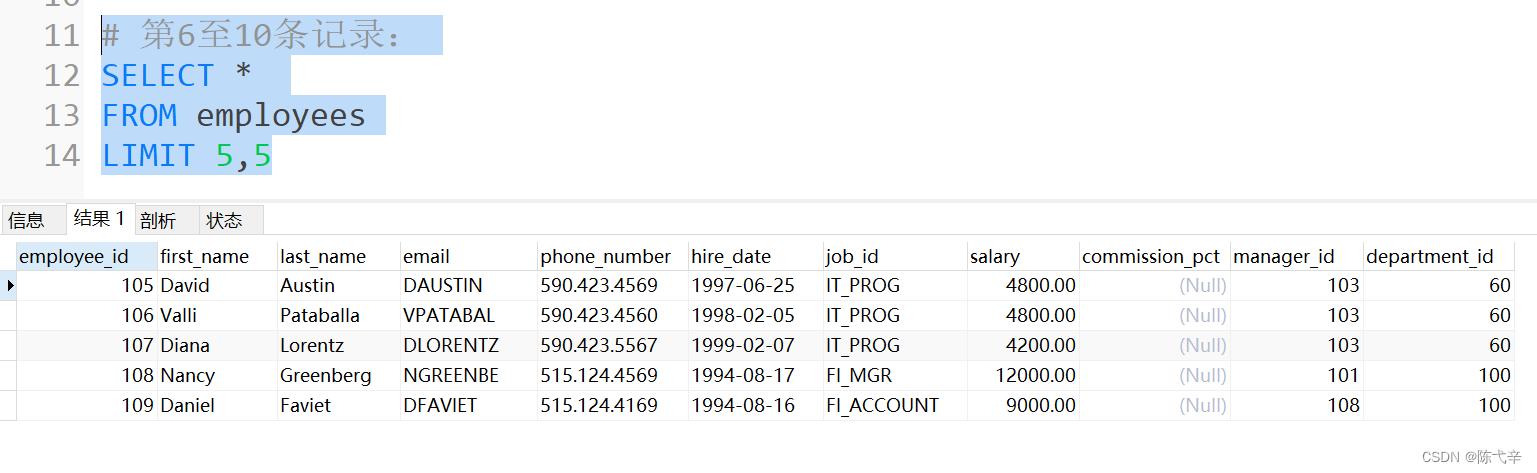 10
11 # 第6至10条记录：
12 SELECT *
13 FROM employees
14 LIMIT 5,5
信息 结果 1 剖析 状态
employee_id first_name last_name email phone_number hire_date job_id salary commission_pct manager_id department_id
105 David Austin DAUSTIN 590.423.4569 1997-06-25 IT_PROG 4800.00 (Null) 103 60
106 Valli Pataballa VPATABAL 590.423.4560 1998-02-05 IT_PROG 4800.00 (Null) 103 60
107 Diana Lorentz DLORENTZ 590.423.5567 1999-02-07 IT_PROG 4200.00 (Null) 103 60
108 Nancy Greenberg NGREENBE 515.124.4569 1994-08-17 FI_MGR 12000.00 (Null) 101 100
109 Daniel Faviet DFAVIET 515.124.4169 1994-08-16 FI_ACCOUNT 9000.00 (Null) 108 100
CSDN @陈弋辛